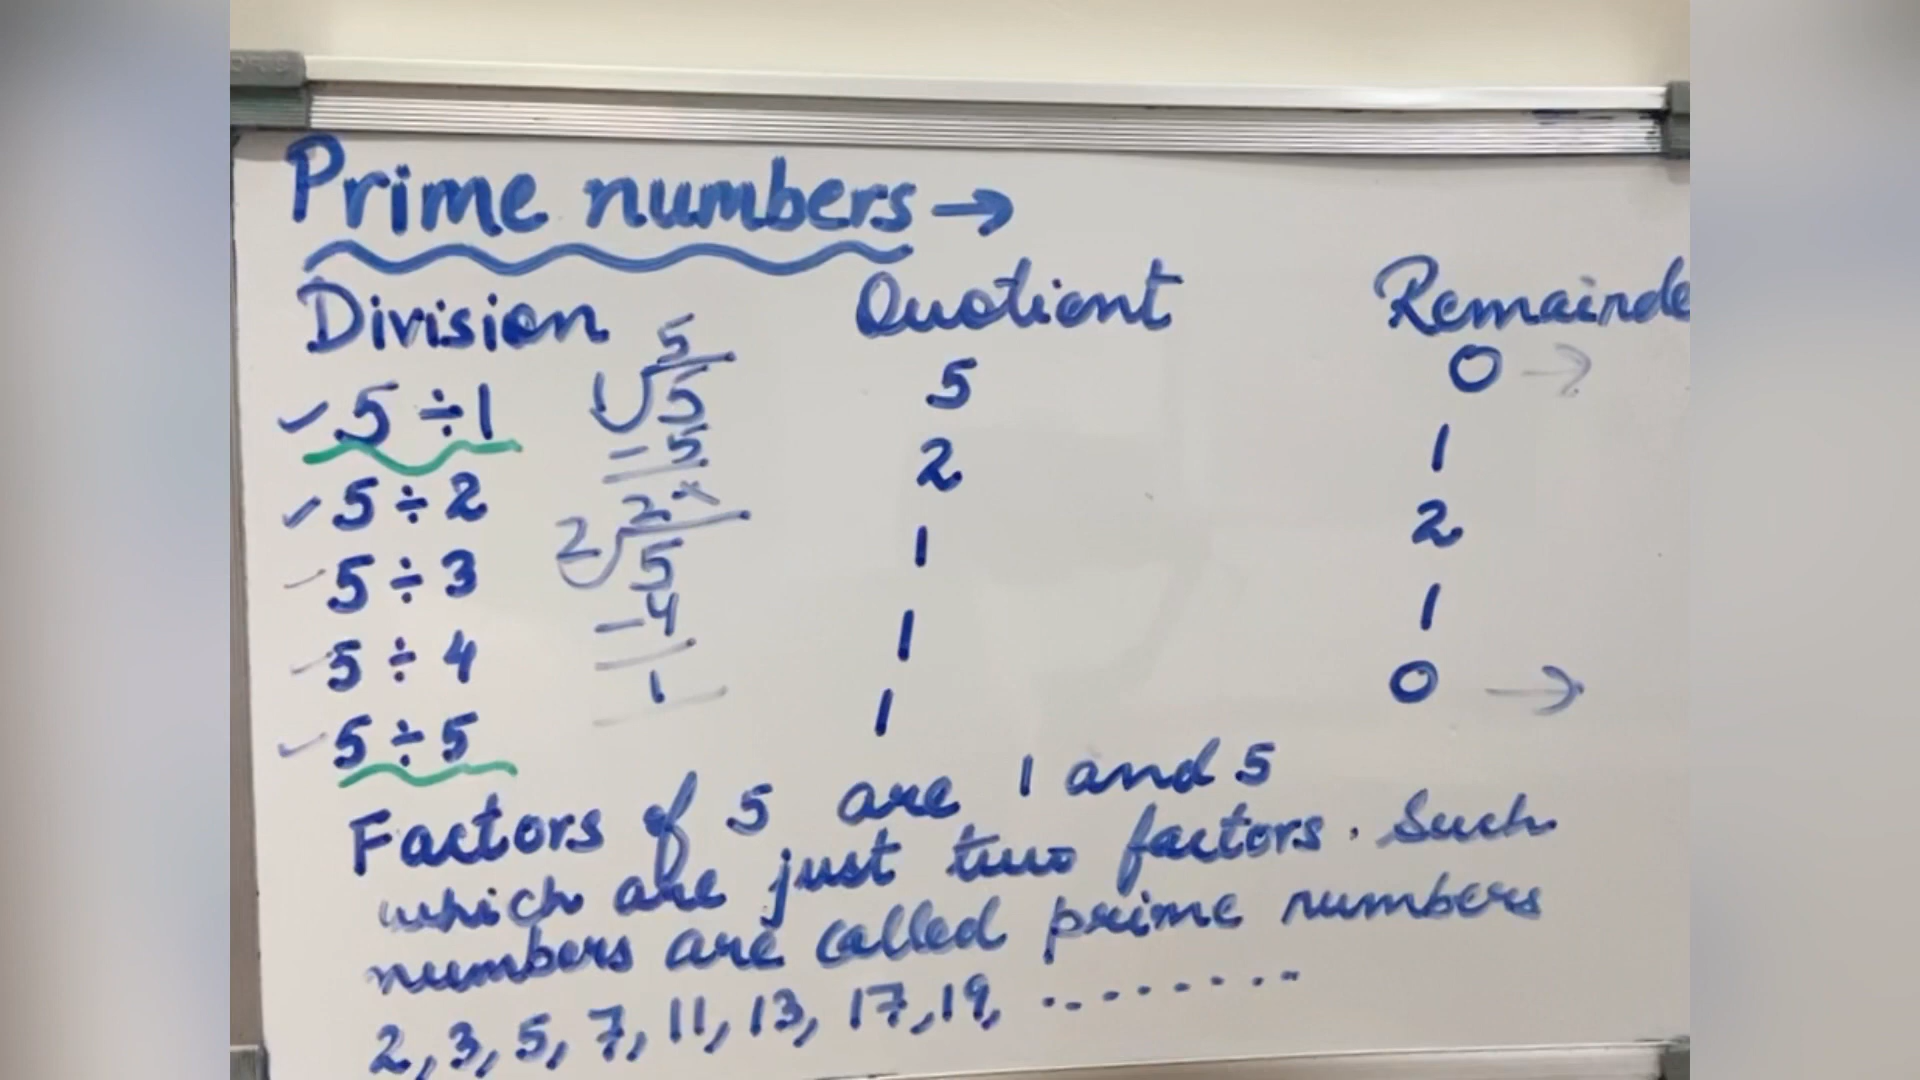 ORIS
Prime numbers →
Division Quotient Remainde
5 ÷ 1 5 0 →
5 ÷ 2 2 1
5 ÷ 3 1 2
5 ÷ 4 1 1
5 ÷ 5 1 0 →
5
1 5
- 5
×
2
2 5
- 4
1
Factors of 5 are 1 and 5
which are just two factors. Such
numbers are called prime numbers
2, 3, 5, 7, 11, 13, 17, 19, ........